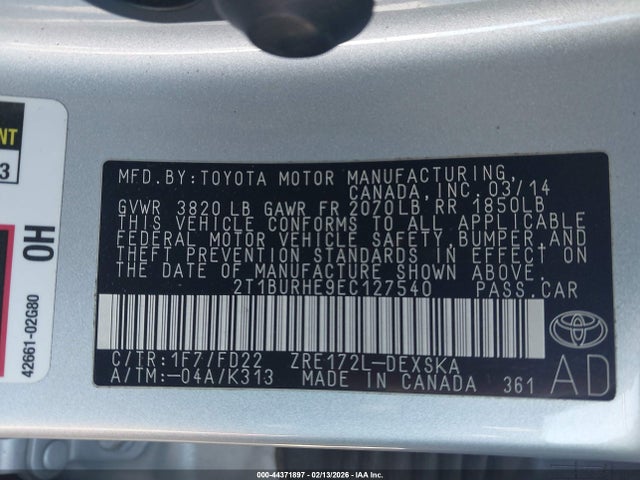 MFD.BY:TOYOTA MOTOR MANUFACTURING,
CANADA,INC.03/14
GVWR 3820 LB GAWR FR 2070LB RR 1850LB
THIS VEHICLE CONFORMS TO ALL APPLICABLE
FEDERAL MOTOR VEHICLE SAFETY,BUMPER,AND
THEFT PREVENTION STANDARDS IN EFFECT ON
THE DATE OF MANUFACTURE SHOWN ABOVE.
2T1BURHE9EC127540 PASS.CAR
C/TR:1F7/FD22 ZRE172L-DEXSKA
A/TM:-04A/K313 MADE IN CANADA 361
AD
NT
3
OH
42661-02G80
000-44371897 - 02/13/2026 - IAA Inc.